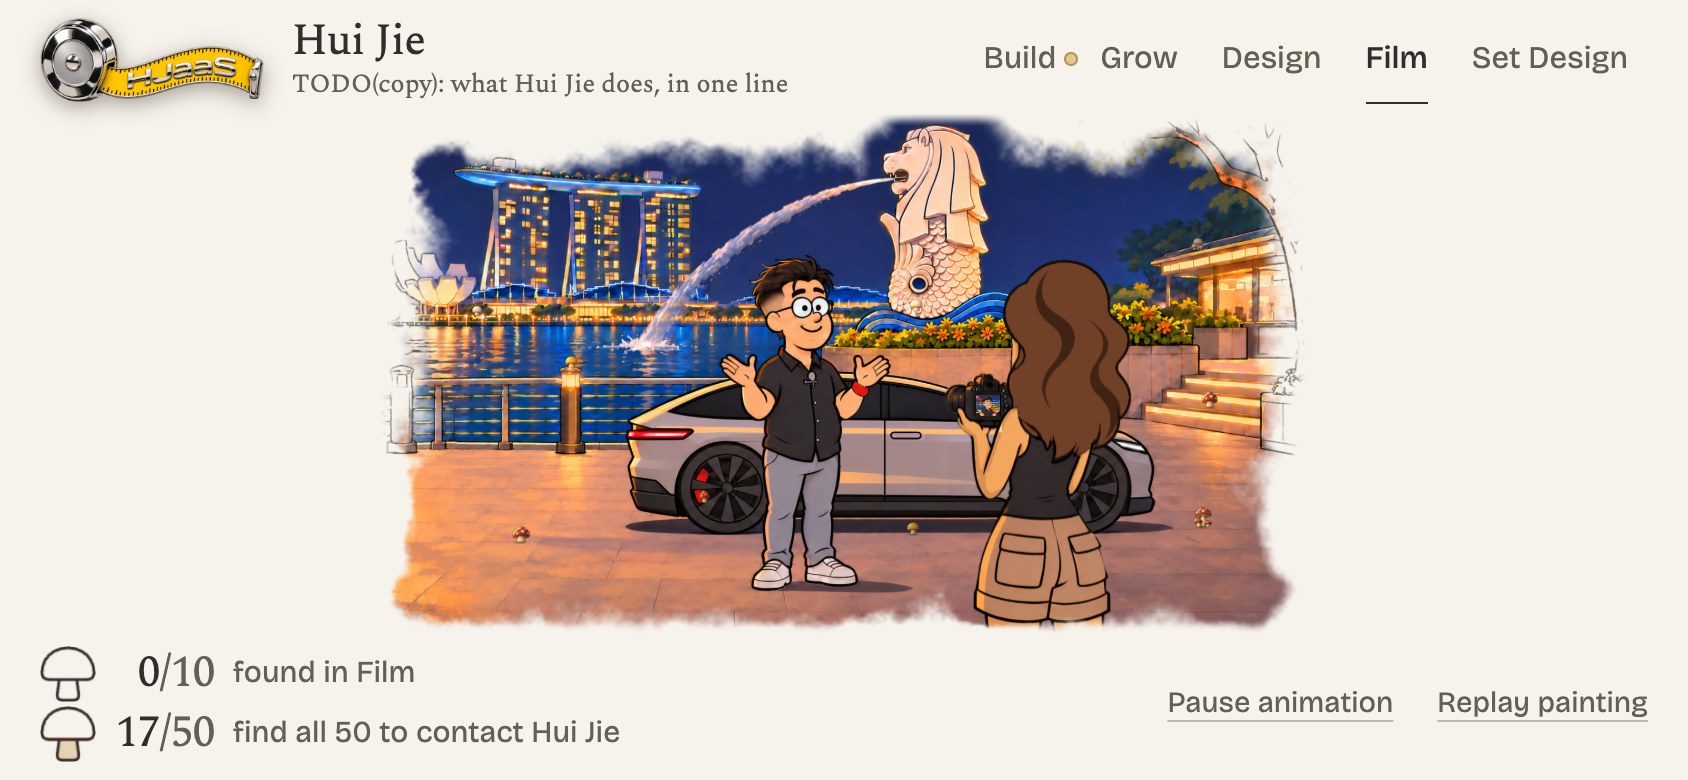 HJaaS
Hui Jie
TODO(copy): what Hui Jie does, in one line
Build
Grow
Design
Film
Set Design
0/10 found in Film
17/50 find all 50 to contact Hui Jie
Pause animation
Replay painting